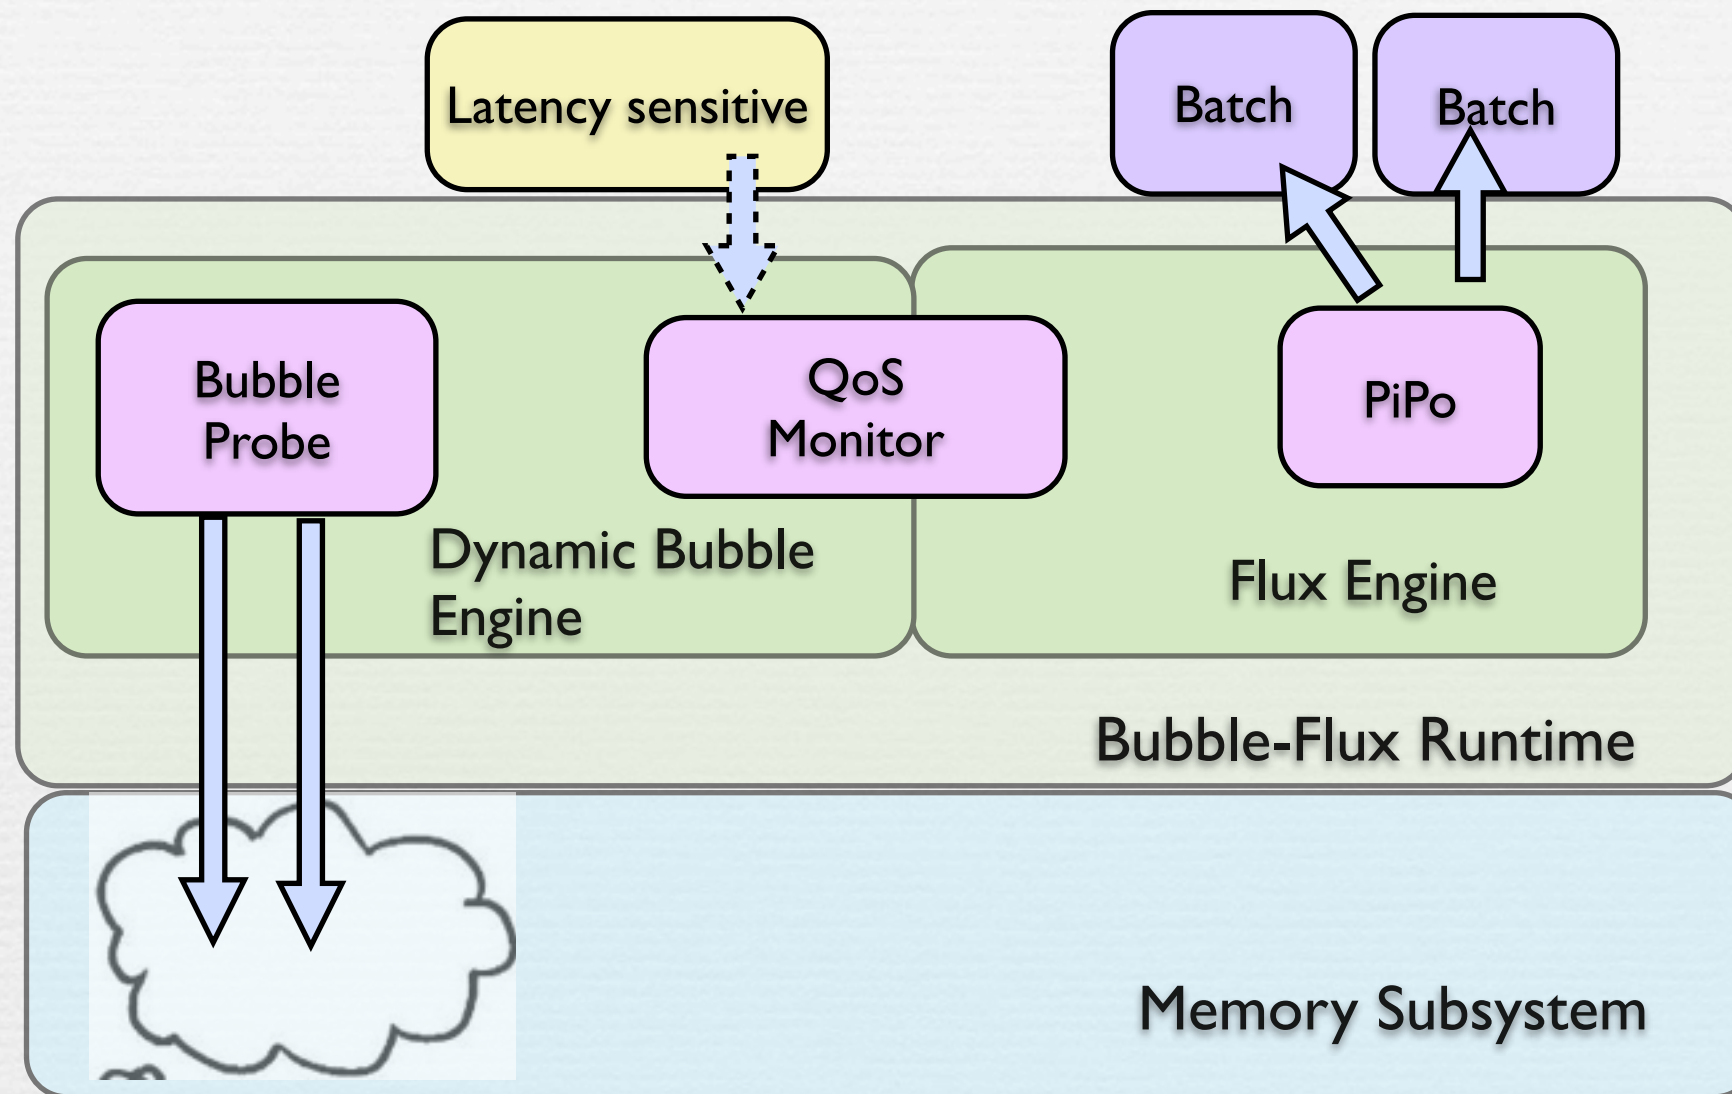 Latency sensitive
Batch
Batch
Bubble
Probe
QoS
Monitor
PiPo
Dynamic Bubble
Engine
Flux Engine
Bubble-Flux Runtime
Memory Subsystem